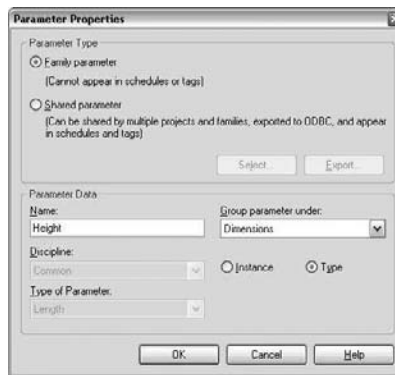 Parameter Properties
Parameter Type
Family parameter
(Cannot appear in schedules or tags)
Shared parameter
(Can be shared by multiple projects and families, exported to ODBC, and appear
in schedules and tags)
Select...
Export...
Parameter Data
Name:
Group parameter under:
Height
Dimensions
Discipline:
Common
Instance
Type
Type of Parameter:
Length
OK
Cancel
Help